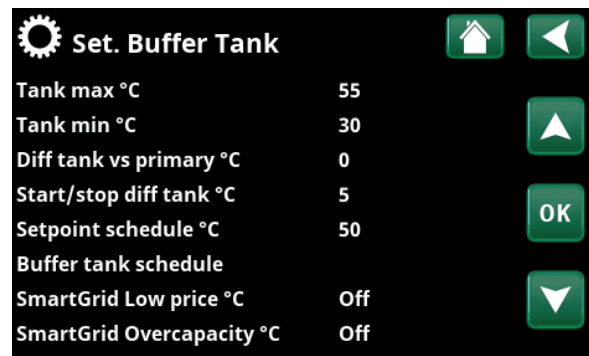 Set. Buffer Tank
Tank max °C 55
Tank min °C 30
Diff tank vs primary °C 0
Start/stop diff tank °C 5
OK
Setpoint schedule °C 50
Buffer tank schedule
SmartGrid Low price °C Off
SmartGrid Overcapacity °C Off